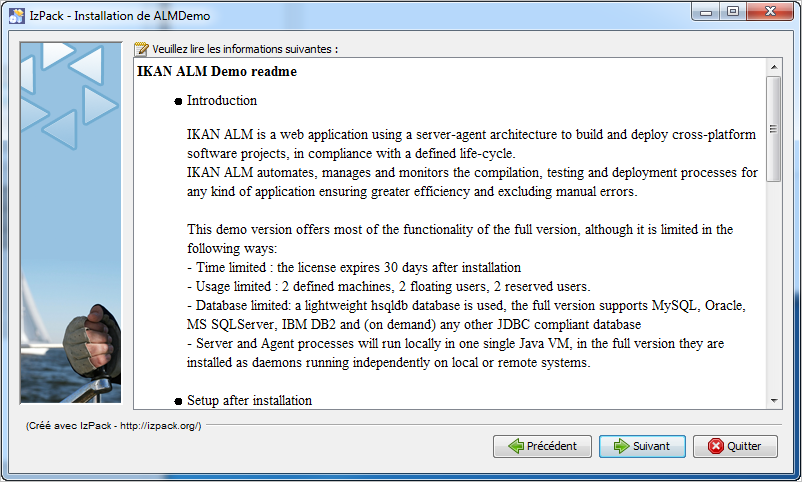 IzPack - Installation de ALMDemo
Veuillez lire les informations suivantes :
IKAN ALM Demo readme
● Introduction
IKAN ALM is a web application using a server-agent architecture to build and deploy cross-platform
software projects, in compliance with a defined life-cycle.
IKAN ALM automates, manages and monitors the compilation, testing and deployment processes for
any kind of application ensuring greater efficiency and excluding manual errors.
This demo version offers most of the functionality of the full version, although it is limited in the
following ways:
- Time limited : the license expires 30 days after installation
- Usage limited : 2 defined machines, 2 floating users, 2 reserved users.
- Database limited: a lightweight hsqldb database is used, the full version supports MySQL, Oracle,
MS SQLServer, IBM DB2 and (on demand) any other JDBC compliant database
- Server and Agent processes will run locally in one single Java VM, in the full version they are
installed as daemons running independently on local or remote systems.
● Setup after installation
(Créé avec IzPack - http://izpack.org/)
Précédent
Suivant
Quitter